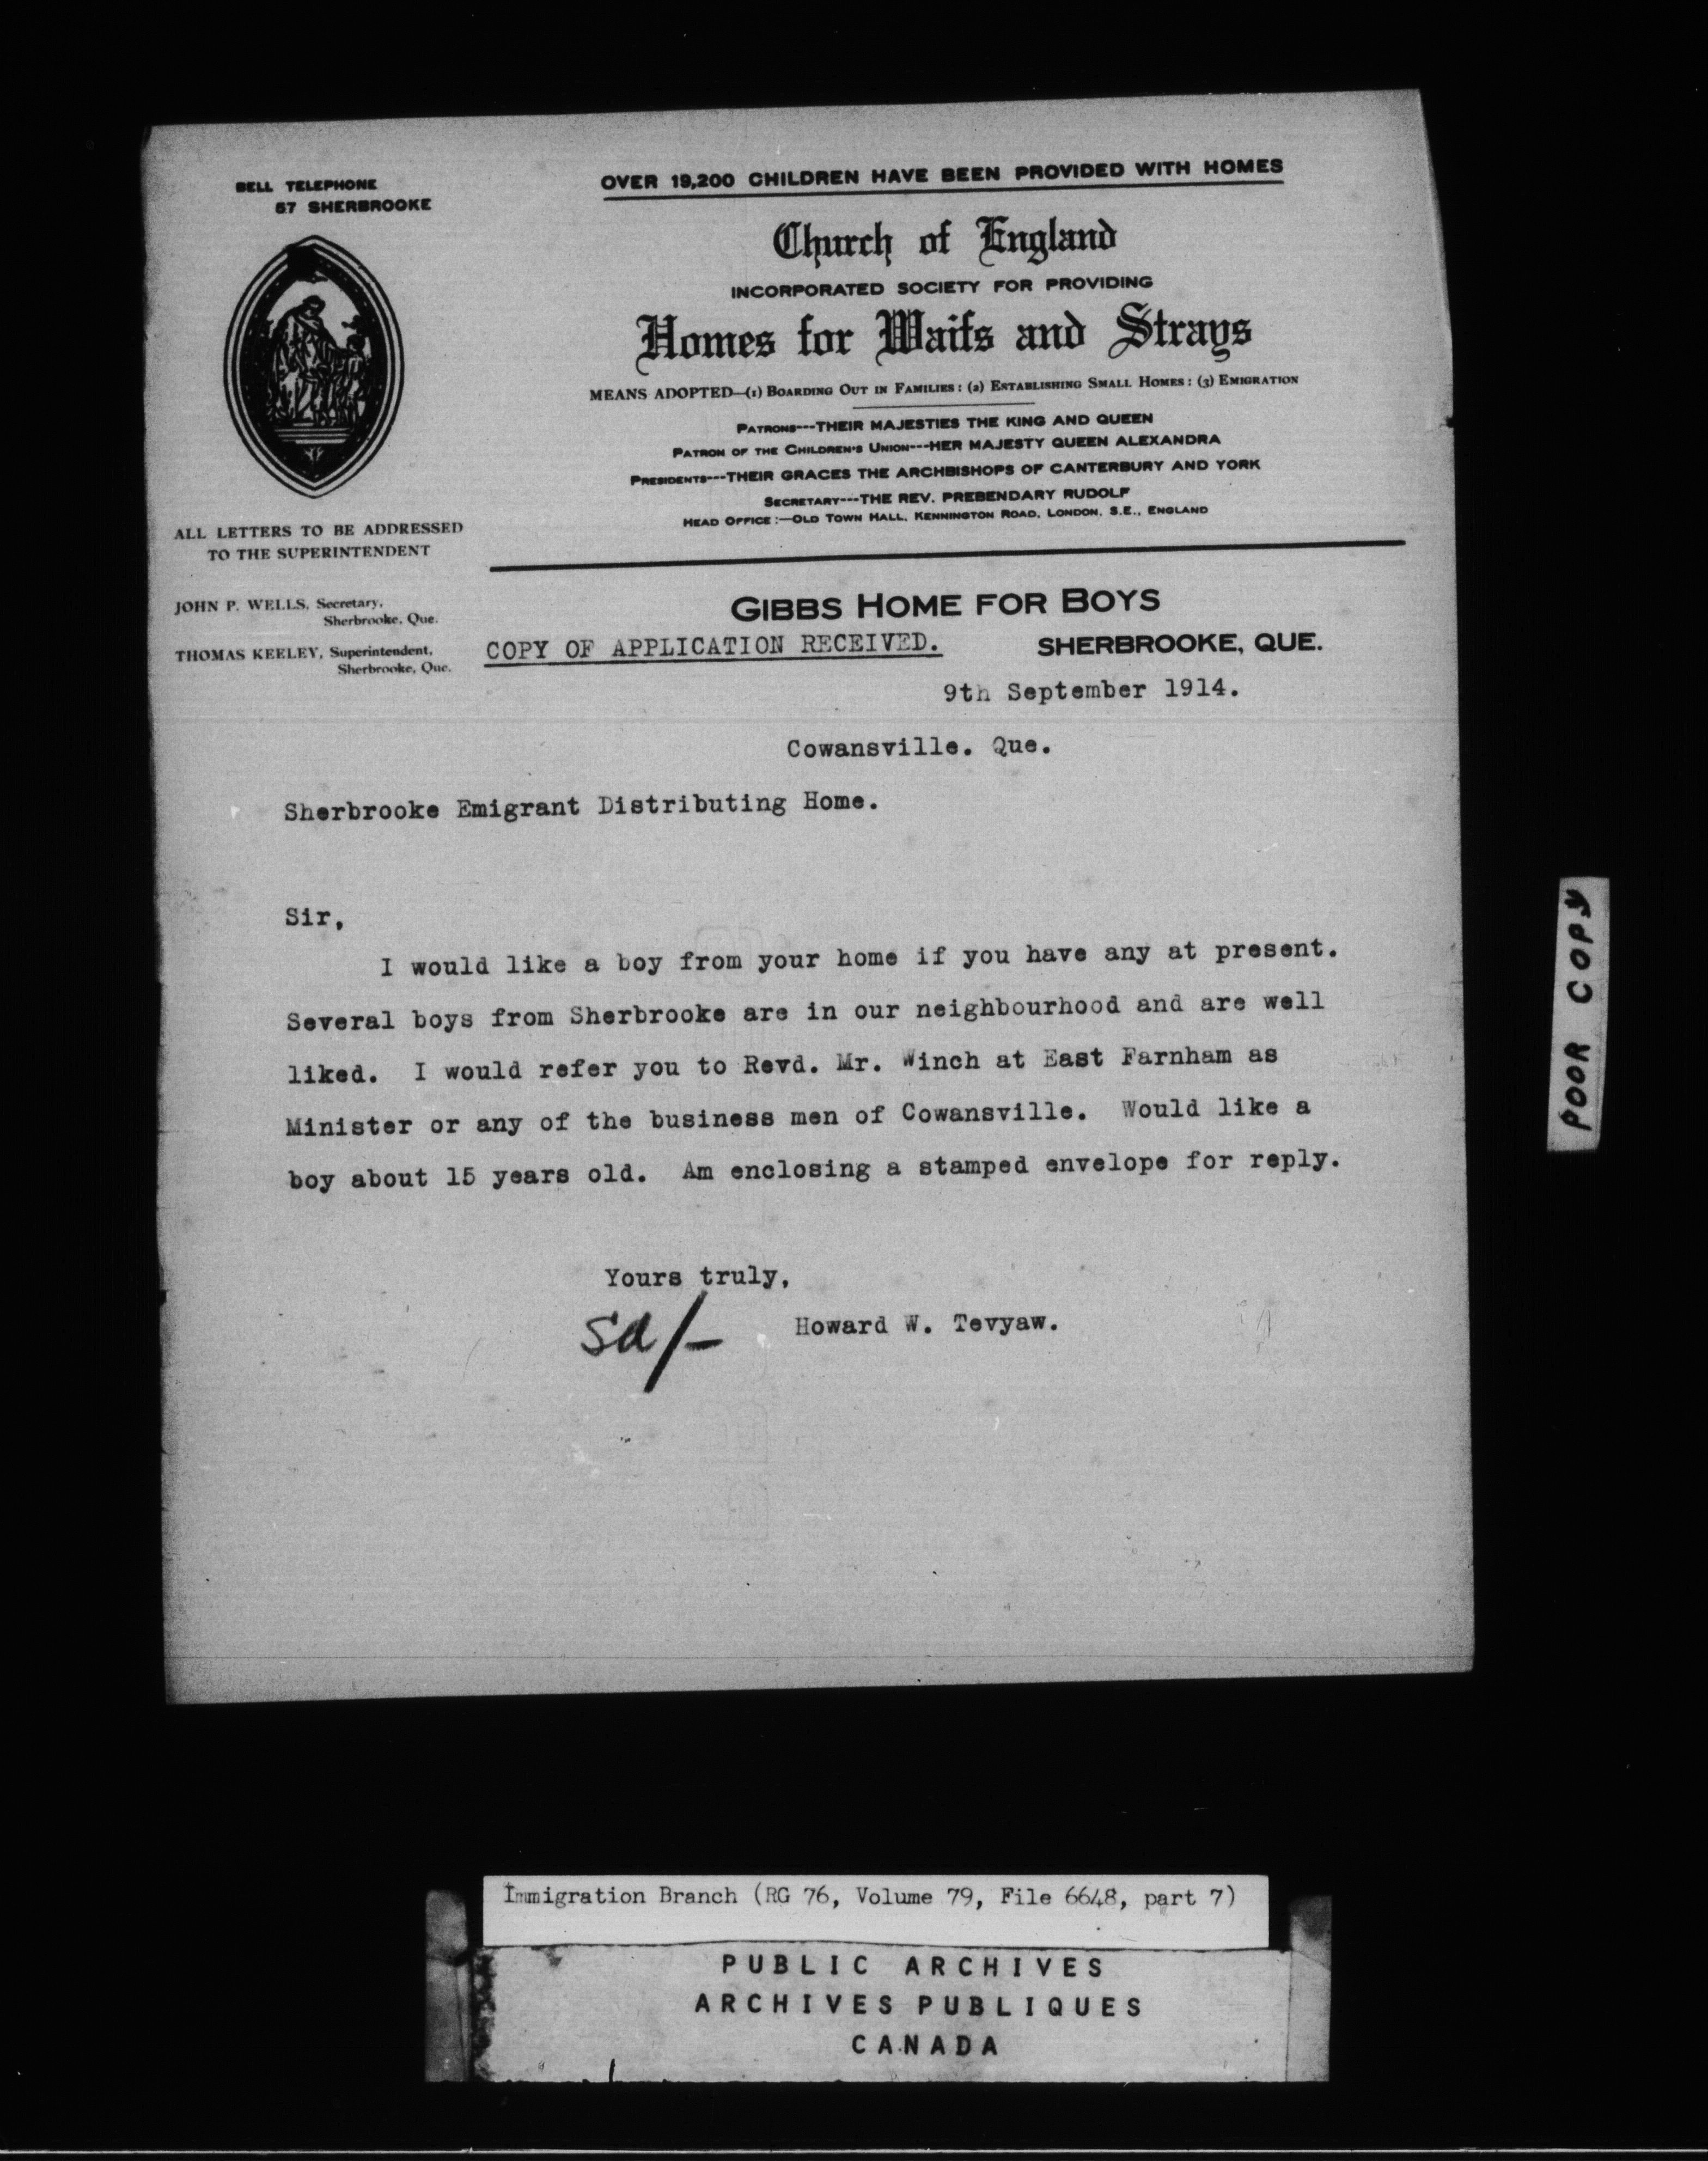 BELL TELEPHONE
67 SHERBROOKE
OVER 19,200 CHILDREN HAVE BEEN PROVIDED WITH HOMES
Church of England
INCORPORATED SOCIETY FOR PROVIDING
Homes for Waifs and Strays
MEANS ADOPTED—(1) BOARDING OUT IN FAMILIES: (2) ESTABLISHING SMALL HOMES: (3) EMIGRATION
PATRONS---THEIR MAJESTIES THE KING AND QUEEN
PATRON OF THE CHILDREN'S UNION---HER MAJESTY QUEEN ALEXANDRA
PRESIDENTS---THEIR GRACES THE ARCHBISHOPS OF CANTERBURY AND YORK
SECRETARY---THE REV. PREBENDARY RUDOLF
HEAD OFFICE:—OLD TOWN HALL, KENNINGTON ROAD, LONDON, S.E., ENGLAND
ALL LETTERS TO BE ADDRESSED
TO THE SUPERINTENDENT
JOHN P. WELLS, Secretary,
Sherbrooke, Que.
THOMAS KEELEY, Superintendent,
Sherbrooke, Que.
GIBBS HOME FOR BOYS
COPY OF APPLICATION RECEIVED. SHERBROOKE, QUE.
9th September 1914.
Cowansville. Que.
Sherbrooke Emigrant Distributing Home.
Sir,
I would like a boy from your home if you have any at present.
Several boys from Sherbrooke are in our neighbourhood and are well
liked. I would refer you to Revd. Mr. Winch at East Farnham as
Minister or any of the business men of Cowansville. Would like a
boy about 15 years old. Am enclosing a stamped envelope for reply.
Yours truly,
Sd/- Howard W. Tevyaw.
POOR COPY
Immigration Branch (RG 76, Volume 79, File 6648, part 7)
PUBLIC ARCHIVES
ARCHIVES PUBLIQUES
CANADA